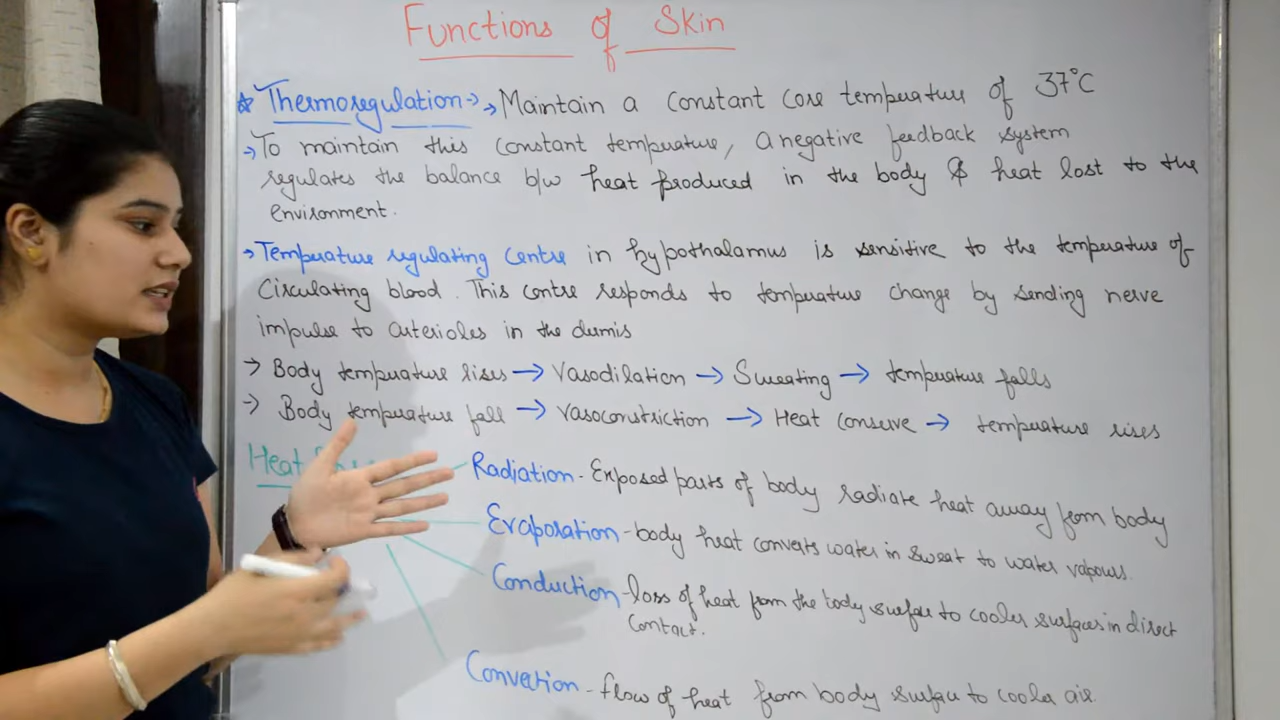 Functions of Skin
☆ Thermoregulation →→ Maintain a constant core temperature of 37°C
→ To maintain this constant temperature, a negative feedback system
regulates the balance b/w heat produced in the body & heat lost to the
environment.
→ Temperature regulating centre in hypothalamus is sensitive to the temperature of
Circulating blood. This centre responds to temperature change by sending nerve
impulse to arterioles in the dermis
→ Body temperature rises → Vasodilation → Sweating → temperature falls
→ Body temperature fall → Vasoconstriction → Heat conserve → temperature rises
Heat
Radiation - Exposed parts of body radiate heat away from body
Evaporation - body heat converts water in sweat to water vapours.
Conduction - loss of heat from the body surface to cooler surfaces in direct
contact.
Convection - flow of heat from body surface to cooler air.